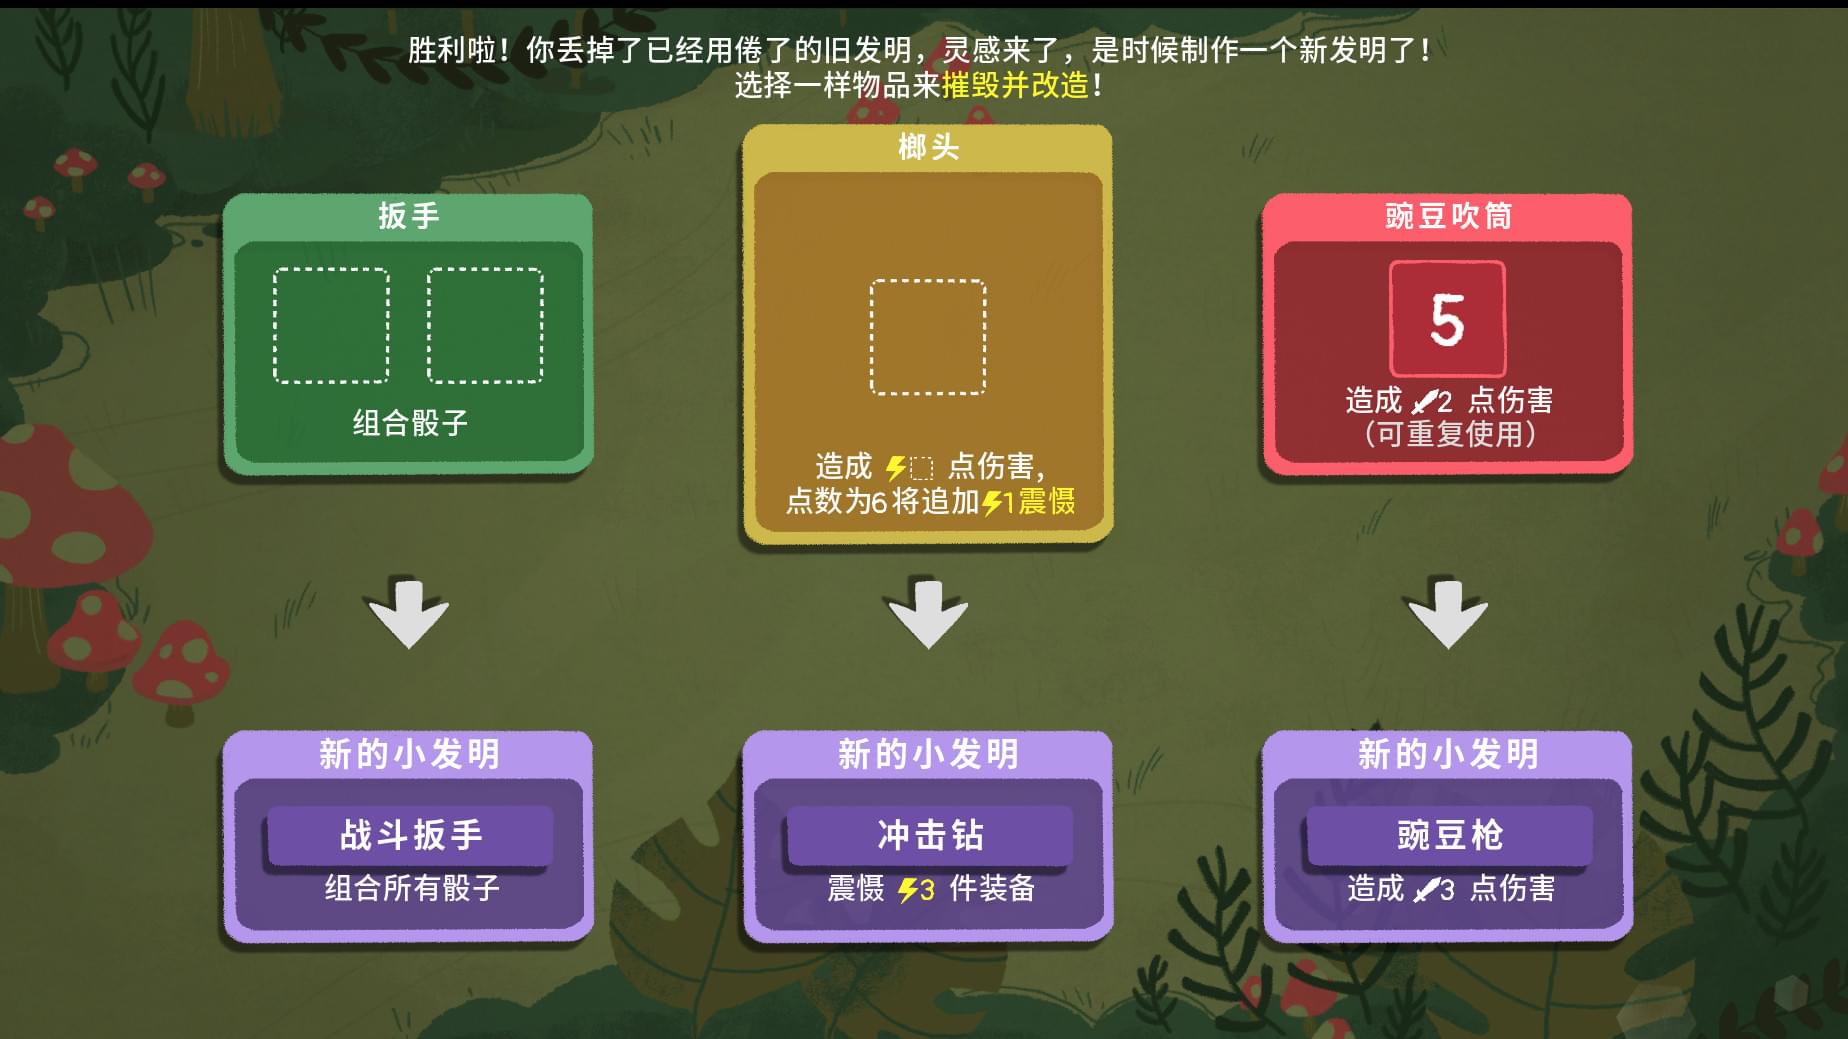 胜利啦！你丢掉了已经用倦了的旧发明，灵感来了，是时候制作一个新发明了！
选择一样物品来摧毁并改造！
扳手
组合骰子
榔头
造成 点伤害，
点数为6将追加1震慑
豌豆吹筒
5
造成 2 点伤害
（可重复使用）
新的小发明
战斗扳手
组合所有骰子
新的小发明
冲击钻
震慑 3 件装备
新的小发明
豌豆枪
造成 3 点伤害